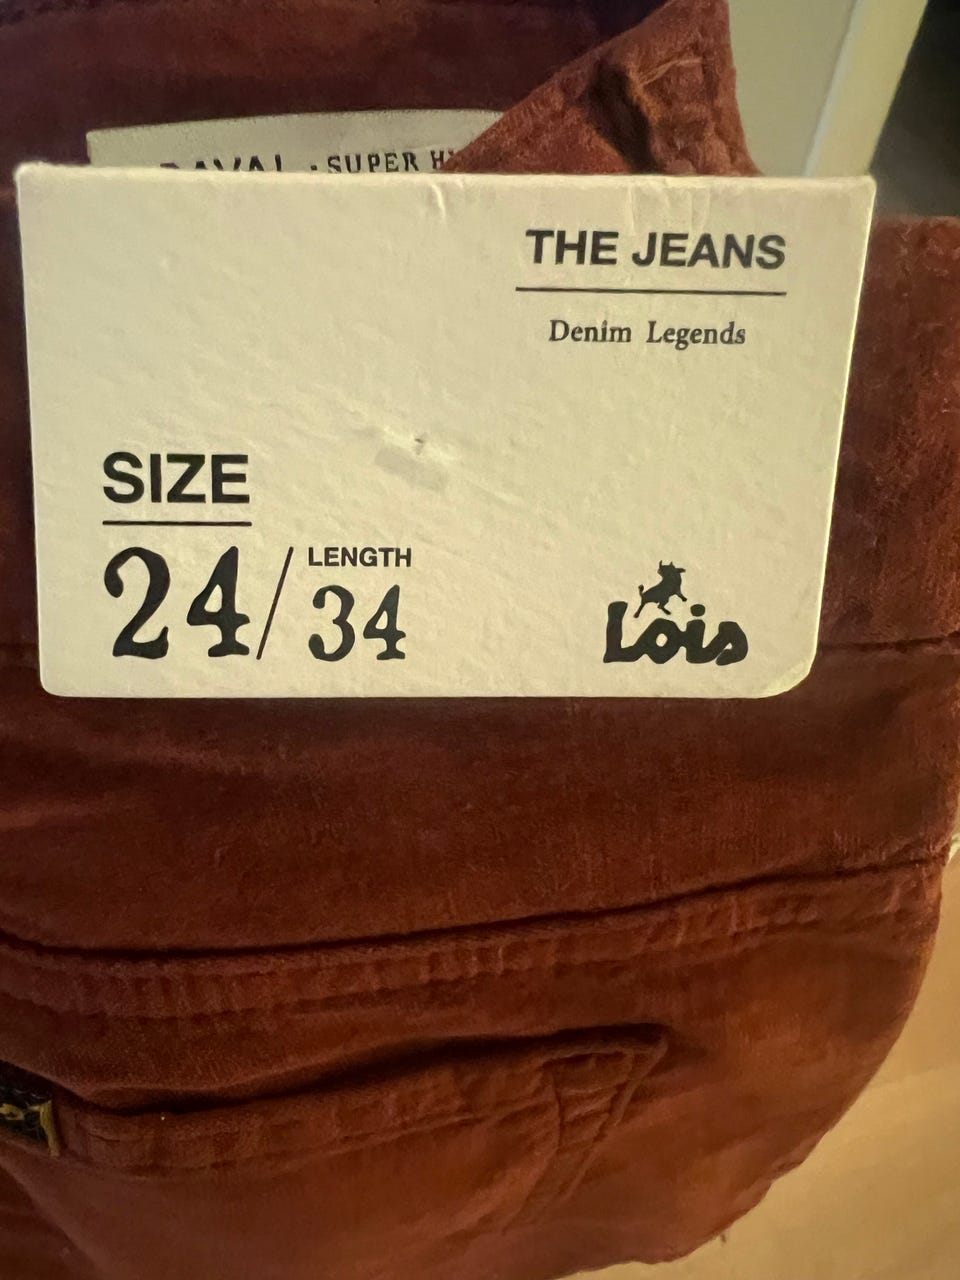 SUPER
THE JEANS
Denim Legends
SIZE
24/ LENGTH
34
Lois